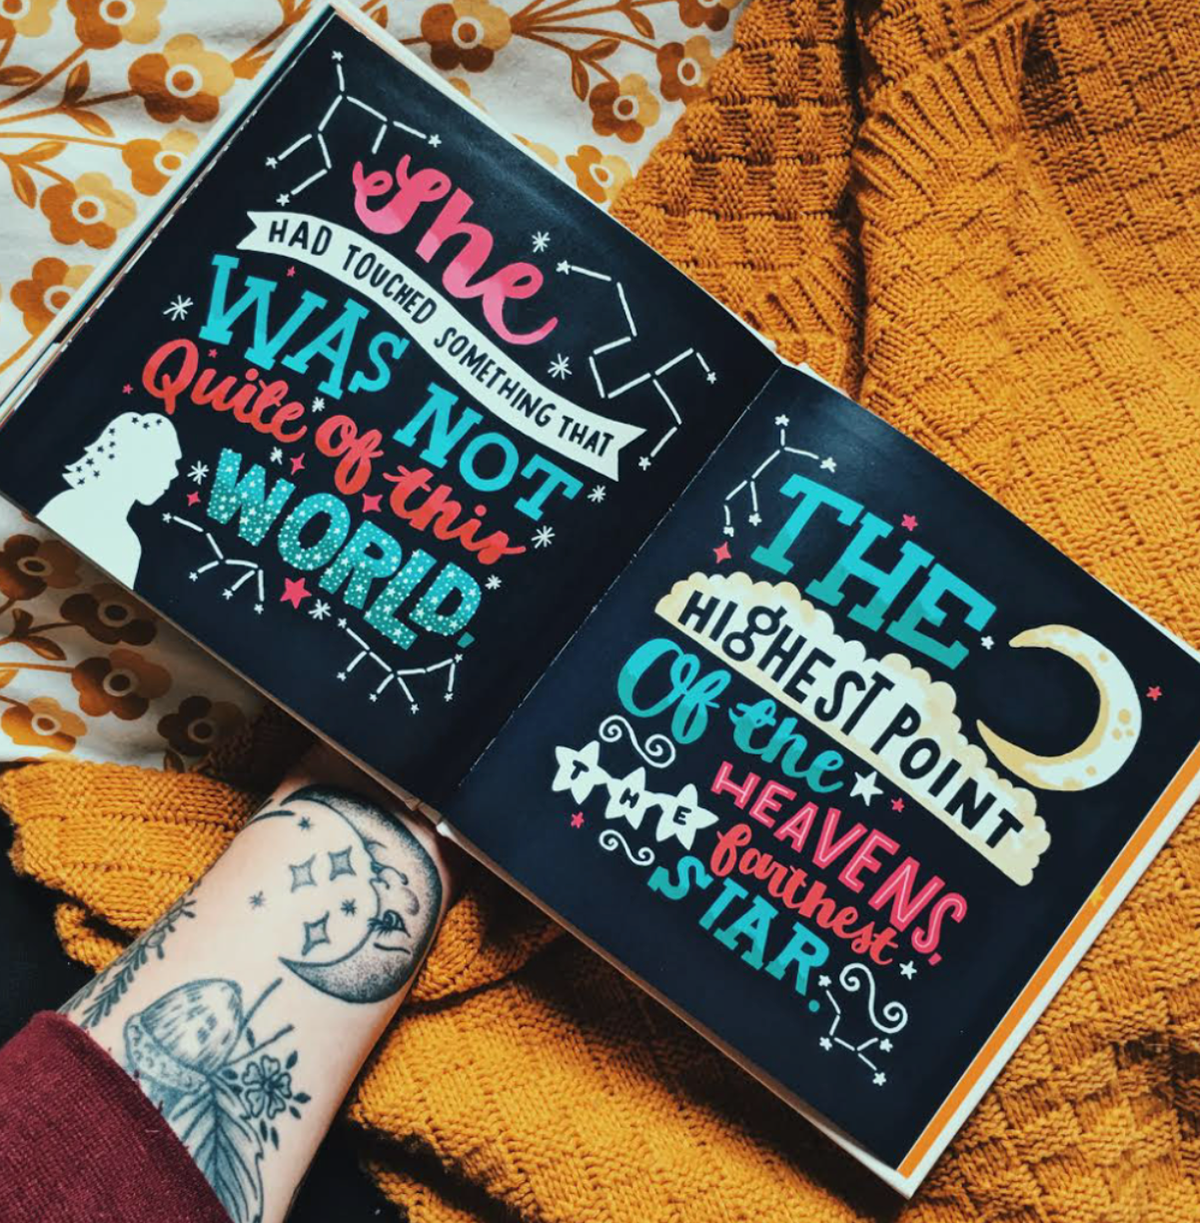 She
HAD TOUCHED SOMETHING THAT
WAS NOT
Quite of this
WORLD,
THE
HIGHEST POINT
Of the
HEAVENS,
THE
farthest
STAR.